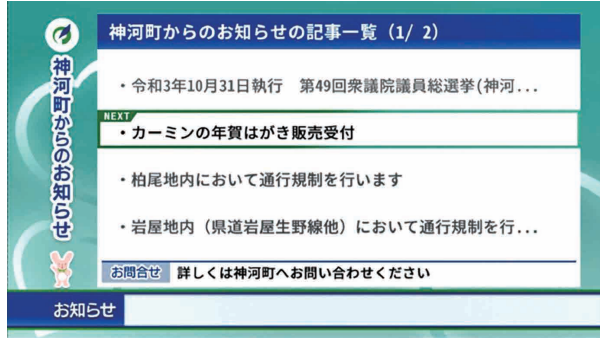 神河町からのお知らせの記事一覧（1/ 2）
神河町からのお知らせ
・令和3年10月31日執行　第49回衆議院議員総選挙(神河...
NEXT
・カーミンの年賀はがき販売受付
・柏尾地内において通行規制を行います
・岩屋地内（県道岩屋生野線他）において通行規制を行...
お問合せ　詳しくは神河町へお問い合わせください
お知らせ